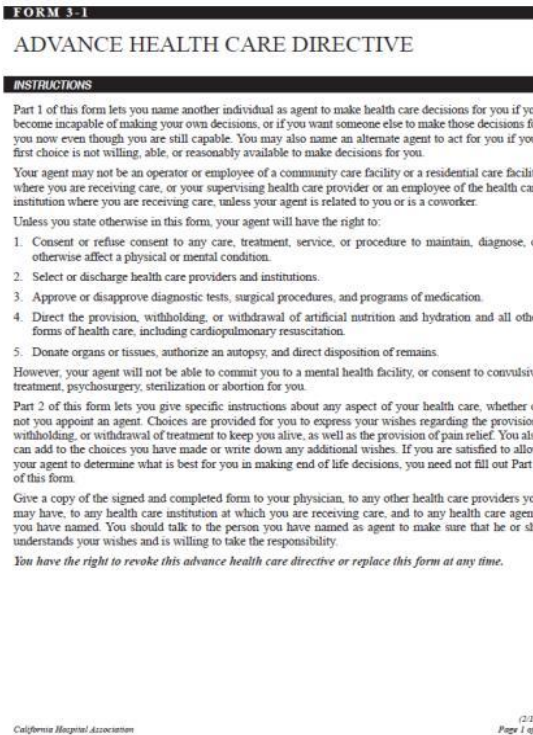 FORM 3-1
ADVANCE HEALTH CARE DIRECTIVE
INSTRUCTIONS
Part 1 of this form lets you name another individual as agent to make health care decisions for you if yo
become incapable of making your own decisions, or if you want someone else to make those decisions f
you now even though you are still capable. You may also name an alternate agent to act for you if you
first choice is not willing, able, or reasonably available to make decisions for you.
Your agent may not be an operator or employee of a community care facility or a residential care facilit
where you are receiving care, or your supervising health care provider or an employee of the health car
institution where you are receiving care, unless your agent is related to you or is a coworker.
Unless you state otherwise in this form, your agent will have the right to:
1. Consent or refuse consent to any care, treatment, service, or procedure to maintain, diagnose, o
otherwise affect a physical or mental condition.
2. Select or discharge health care providers and institutions.
3. Approve or disapprove diagnostic tests, surgical procedures, and programs of medication.
4. Direct the provision, withholding, or withdrawal of artificial nutrition and hydration and all othe
forms of health care, including cardiopulmonary resuscitation.
5. Donate organs or tissues, authorize an autopsy, and direct disposition of remains.
However, your agent will not be able to commit you to a mental health facility, or consent to convulsiv
treatment, psychosurgery, sterilization or abortion for you.
Part 2 of this form lets you give specific instructions about any aspect of your health care, whether o
not you appoint an agent. Choices are provided for you to express your wishes regarding the provision
withholding, or withdrawal of treatment to keep you alive, as well as the provision of pain relief. You als
can add to the choices you have made or write down any additional wishes. If you are satisfied to allow
your agent to determine what is best for you in making end of life decisions, you need not fill out Part
of this form.
Give a copy of the signed and completed form to your physician, to any other health care providers yo
may have, to any health care institution at which you are receiving care, and to any health care agen
you have named. You should talk to the person you have named as agent to make sure that he or sh
understands your wishes and is willing to take the responsibility.
You have the right to revoke this advance health care directive or replace this form at any time.
(2/1
California Hospital Association Page 1 of